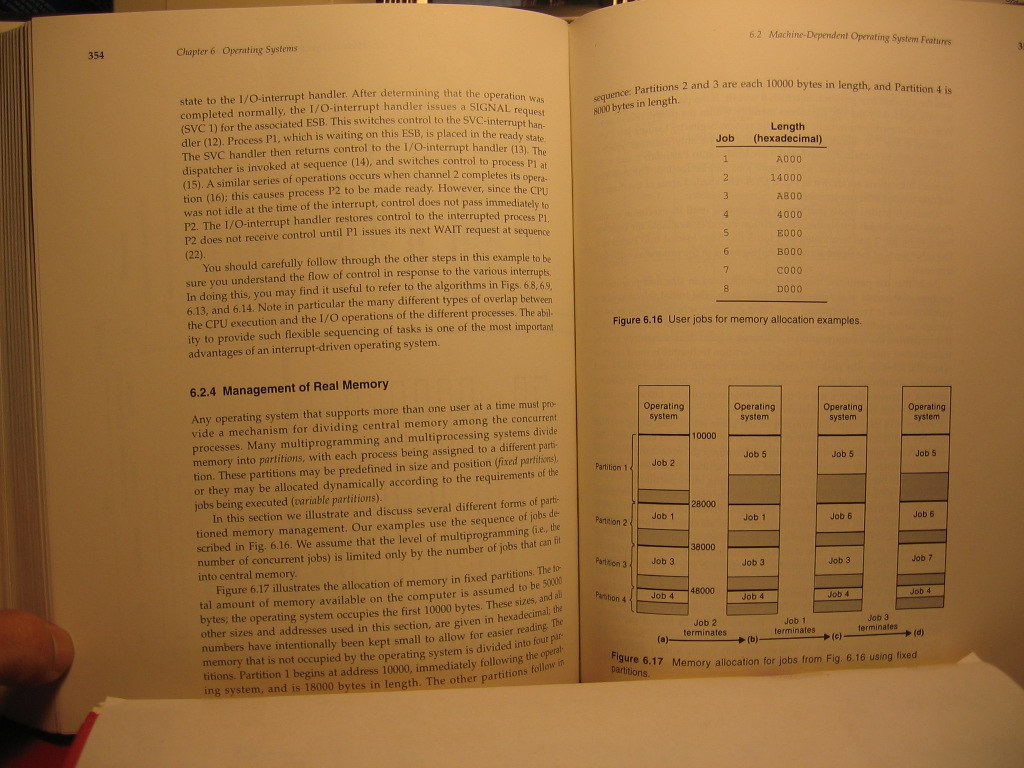 354
Chapter 6 Operating Systems
state to the I/O-interrupt handler. After determining that the operation was
completed normally, the I/O-interrupt handler issues a SIGNAL request
(SVC 1) for the associated ESB. This switches control to the SVC-interrupt han-
dler (12). Process P1, which is waiting on this ESB, is placed in the ready state.
The SVC handler then returns control to the I/O-interrupt handler (13). The
dispatcher is invoked at sequence (14), and switches control to process P1 at
(15). A similar series of operations occurs when channel 2 completes its opera-
tion (16); this causes process P2 to be made ready. However, since the CPU
was not idle at the time of the interrupt, control does not pass immediately to
P2. The I/O-interrupt handler restores control to the interrupted process P1.
P2 does not receive control until P1 issues its next WAIT request at sequence
(22).
You should carefully follow through the other steps in this example to be
sure you understand the flow of control in response to the various interrupts.
In doing this, you may find it useful to refer to the algorithms in Figs. 6.8, 6.9,
6.13, and 6.14. Note in particular the many different types of overlap between
the CPU execution and the I/O operations of the different processes. The abil-
ity to provide such flexible sequencing of tasks is one of the most important
advantages of an interrupt-driven operating system.
6.2.4 Management of Real Memory
Any operating system that supports more than one user at a time must pro-
vide a mechanism for dividing central memory among the concurrent
processes. Many multiprogramming and multiprocessing systems divide
memory into partitions, with each process being assigned to a different parti-
tion. These partitions may be predefined in size and position (fixed partitions),
or they may be allocated dynamically according to the requirements of the
jobs being executed (variable partitions).
In this section we illustrate and discuss several different forms of parti-
tioned memory management. Our examples use the sequence of jobs de-
scribed in Fig. 6.16. We assume that the level of multiprogramming (i.e., the
number of concurrent jobs) is limited only by the number of jobs that can fit
into central memory.
Figure 6.17 illustrates the allocation of memory in fixed partitions. The to-
tal amount of memory available on the computer is assumed to be 50000
bytes; the operating system occupies the first 10000 bytes. These sizes, and all
other sizes and addresses used in this section, are given in hexadecimal; the
numbers have intentionally been kept small to allow for easier reading. The
memory that is not occupied by the operating system is divided into four par-
titions. Partition 1 begins at address 10000, immediately following the operat-
ing system, and is 18000 bytes in length. The other partitions follow in
6.2 Machine-Dependent Operating System Features
sequence: Partitions 2 and 3 are each 10000 bytes in length, and Partition 4 is
8000 bytes in length.
Length
Job (hexadecimal)
1 A000
2 14000
3 A800
4 4000
5 E000
6 B000
7 C000
8 D000
Figure 6.16 User jobs for memory allocation examples.
Operating Operating Operating Operating
system system system system
10000
Partition 1 Job 2 Job 5 Job 5 Job 5
28000
Partition 2 Job 1 Job 1 Job 6 Job 6
38000
Partition 3 Job 3 Job 3 Job 3 Job 7
48000
Partition 4 Job 4 Job 4 Job 4 Job 4
Job 2 Job 1 Job 3
terminates terminates terminates
(a) (b) (c) (d)
Figure 6.17 Memory allocation for jobs from Fig. 6.16 using fixed
partitions.